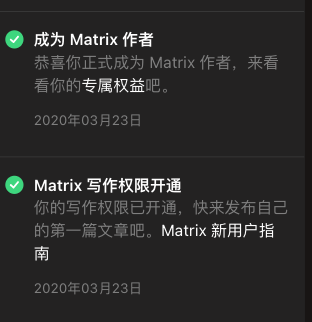 成为 Matrix 作者
恭喜你正式成为 Matrix 作者，来看
看你的专属权益吧。
2020年03月23日
Matrix 写作权限开通
你的写作权限已开通，快来发布自己
的第一篇文章吧。Matrix 新用户指
南
2020年03月23日